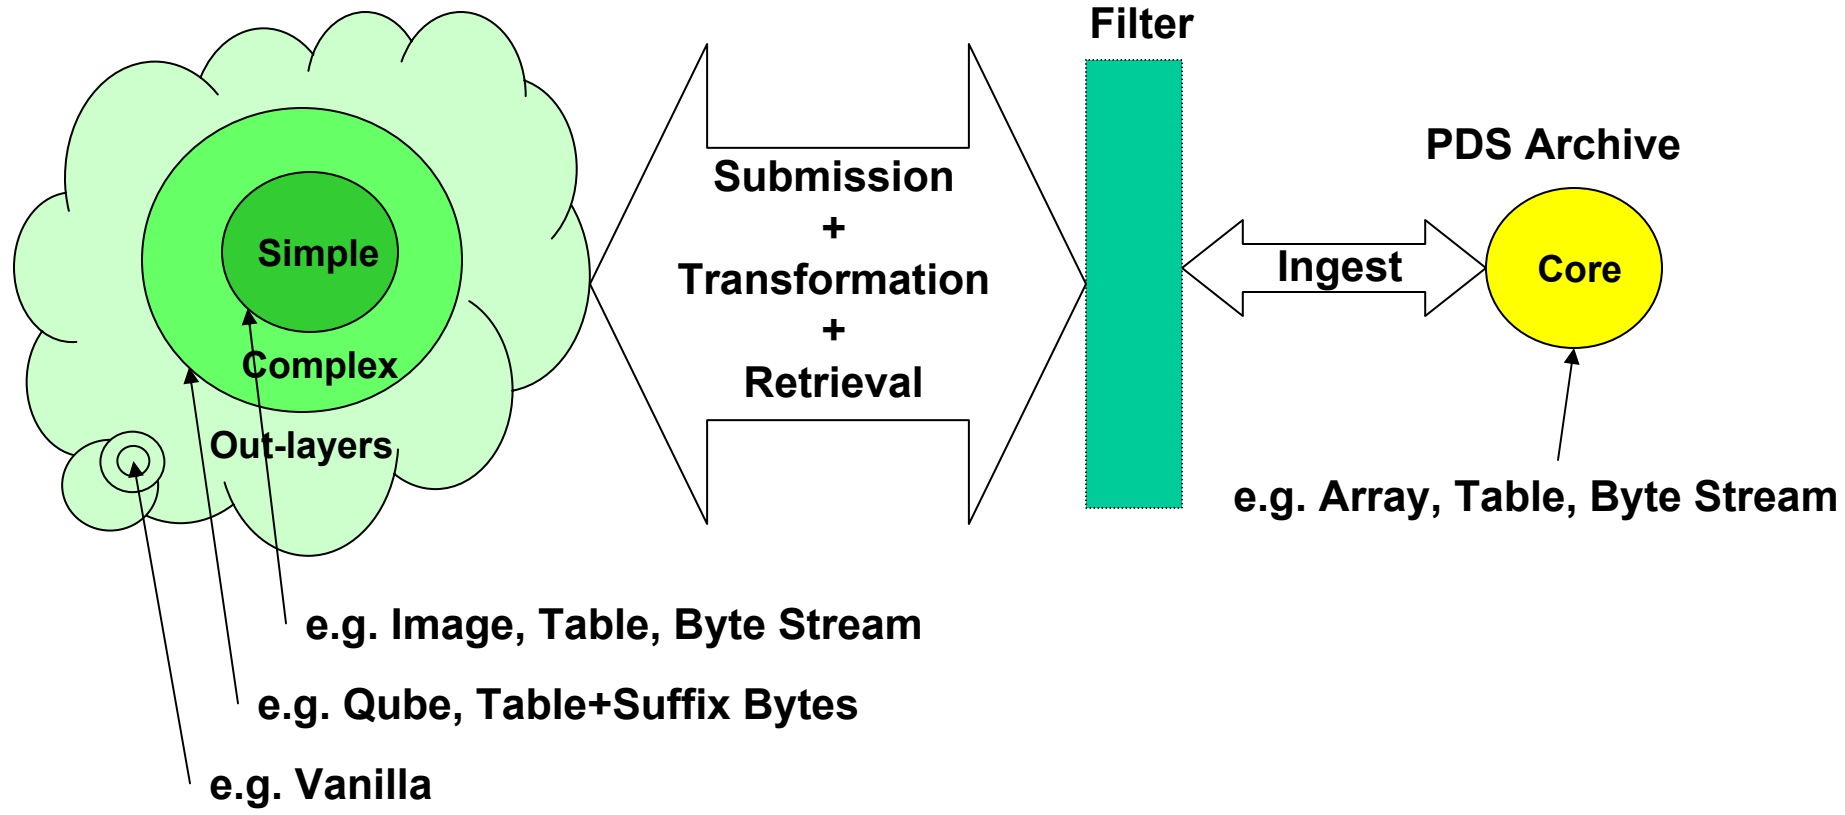 Filter
PDS Archive
Submission
+
Transformation
+
Retrieval
Simple
Ingest
Core
Complex
Out-layers
e.g. Array, Table, Byte Stream
e.g. Image, Table, Byte Stream
e.g. Qube, Table+Suffix Bytes
e.g. Vanilla